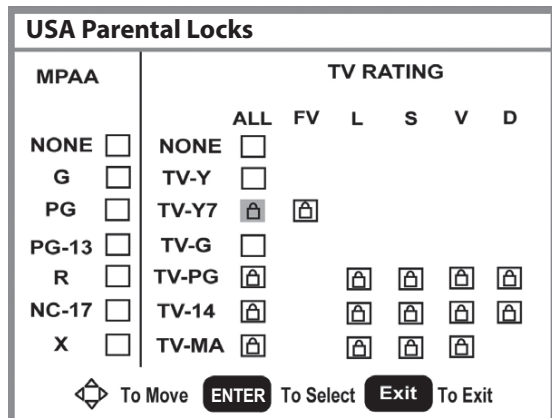 USA Parental Locks
MPAA TV RATING
ALL FV L S V D
NONE NONE
G TV-Y
PG TV-Y7
PG-13 TV-G
R TV-PG
NC-17 TV-14
X TV-MA
To Move ENTER To Select Exit To Exit